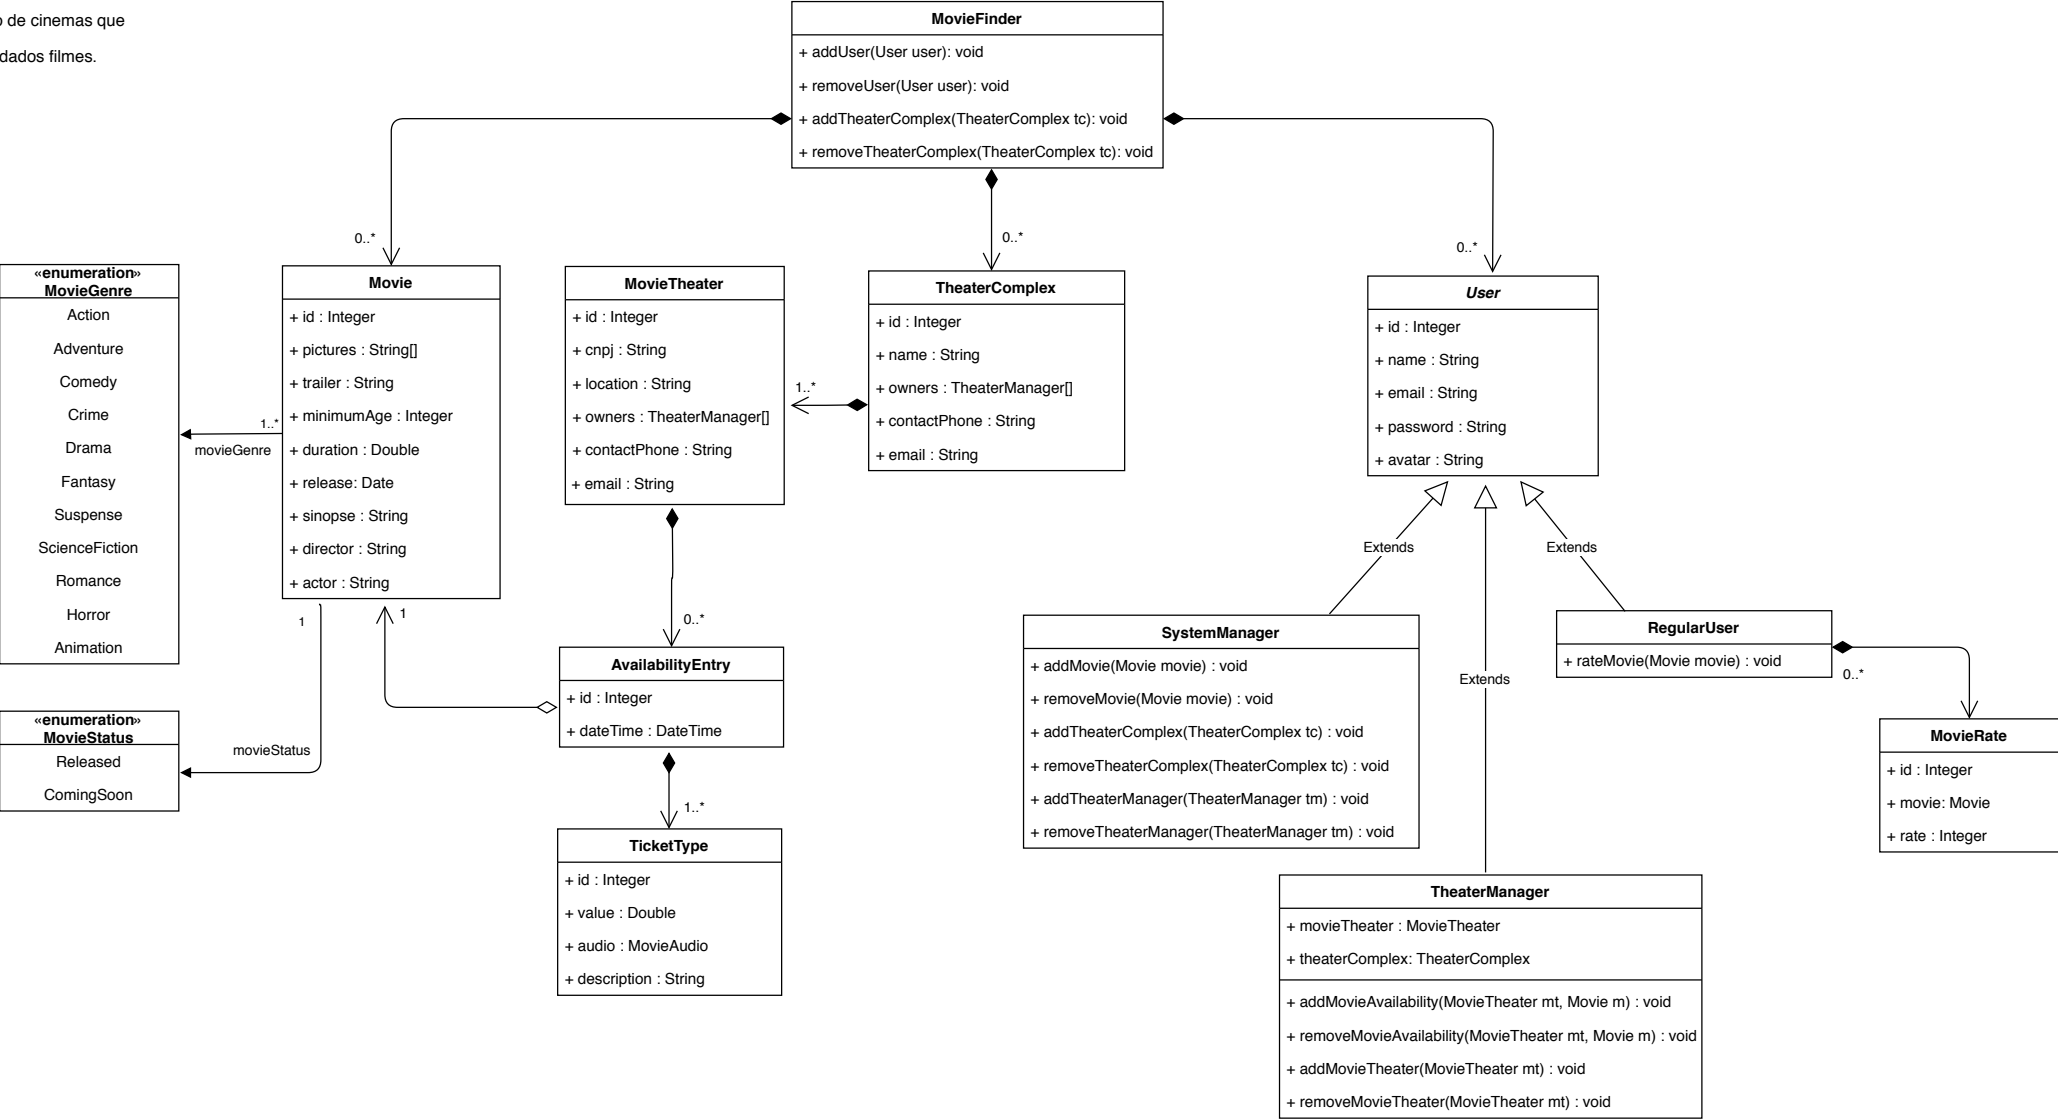 de cinemas que
dados filmes.
MovieFinder
+ addUser(User user): void
+ removeUser(User user): void
+ addTheaterComplex(TheaterComplex tc): void
+ removeTheaterComplex(TheaterComplex tc): void
0..*
0..*
0..*
«enumeration»
MovieGenre
Action
Adventure
Comedy
Crime
Drama
Fantasy
Suspense
ScienceFiction
Romance
Horror
Animation
1..*
movieGenre
Movie
+ id : Integer
+ pictures : String[]
+ trailer : String
+ minimumAge : Integer
+ duration : Double
+ release: Date
+ sinopse : String
+ director : String
+ actor : String
MovieTheater
+ id : Integer
+ cnpj : String
+ location : String
+ owners : TheaterManager[]
+ contactPhone : String
+ email : String
1..*
TheaterComplex
+ id : Integer
+ name : String
+ owners : TheaterManager[]
+ contactPhone : String
+ email : String
User
+ id : Integer
+ name : String
+ email : String
+ password : String
+ avatar : String
Extends
Extends
Extends
1
1
0..*
«enumeration»
MovieStatus
Released
ComingSoon
movieStatus
AvailabilityEntry
+ id : Integer
+ dateTime : DateTime
1..*
TicketType
+ id : Integer
+ value : Double
+ audio : MovieAudio
+ description : String
SystemManager
+ addMovie(Movie movie) : void
+ removeMovie(Movie movie) : void
+ addTheaterComplex(TheaterComplex tc) : void
+ removeTheaterComplex(TheaterComplex tc) : void
+ addTheaterManager(TheaterManager tm) : void
+ removeTheaterManager(TheaterManager tm) : void
RegularUser
+ rateMovie(Movie movie) : void
0..*
MovieRate
+ id : Integer
+ movie: Movie
+ rate : Integer
TheaterManager
+ movieTheater : MovieTheater
+ theaterComplex: TheaterComplex
+ addMovieAvailability(MovieTheater mt, Movie m) : void
+ removeMovieAvailability(MovieTheater mt, Movie m) : void
+ addMovieTheater(MovieTheater mt) : void
+ removeMovieTheater(MovieTheater mt) : void